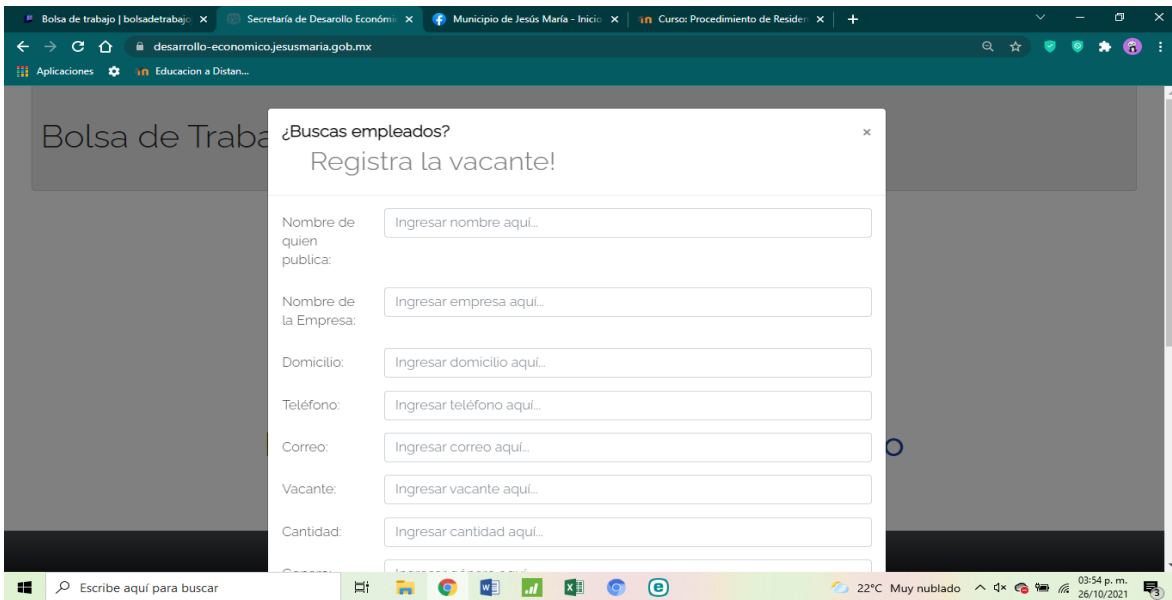 Bolsa de trabajo | bolsadetrabajo
Secretaría de Desarollo Económic
Municipio de Jesús María - Inicio
Curso: Procedimiento de Residen
desarrollo-economico.jesusmaria.gob.mx
Aplicaciones
Educacion a Distan...
Bolsa de Traba
¿Buscas empleados?
×
Registra la vacante!
Nombre de quien publica:
Ingresar nombre aquí...
Nombre de la Empresa:
Ingresar empresa aquí...
Domicilio:
Ingresar domicilio aquí...
Teléfono:
Ingresar teléfono aquí...
Correo:
Ingresar correo aquí...
Vacante:
Ingresar vacante aquí...
Cantidad:
Ingresar cantidad aquí...
Escribe aquí para buscar
22°C Muy nublado
03:54 p. m.
26/10/2021